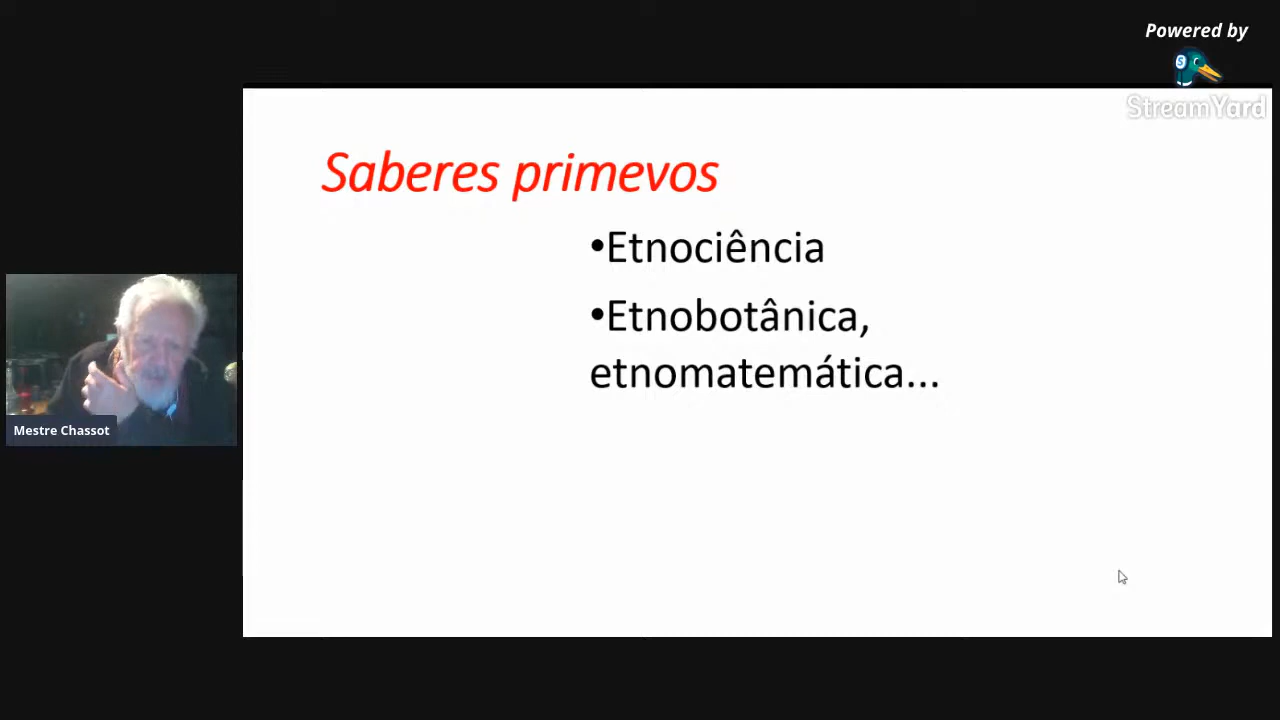 Powered by
StreamYard
Saberes primevos
•Etnociência
•Etnobotânica,
etnomatemática...
Mestre Chassot